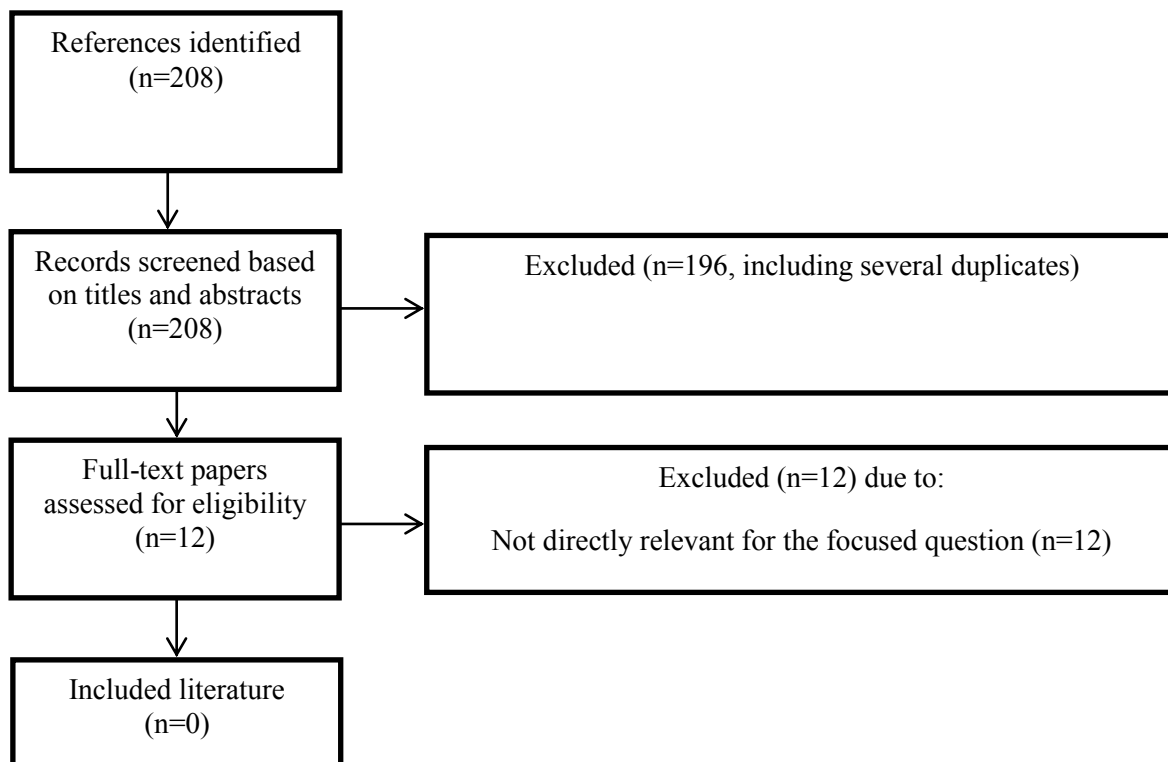 References identified
(n=208)
Records screened based
on titles and abstracts
(n=208)
Excluded (n=196, including several duplicates)
Full-text papers
assessed for eligibility
(n=12)
Excluded (n=12) due to:
Not directly relevant for the focused question (n=12)
Included literature
(n=0)